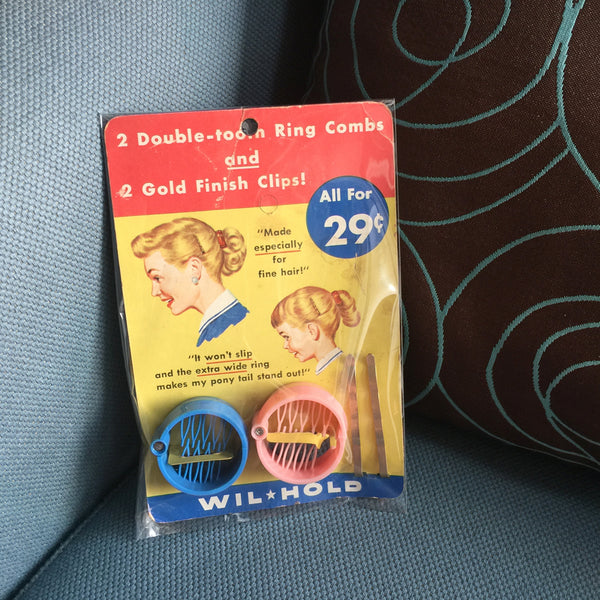 2 Double-tooth Ring Combs
and
2 Gold Finish Clips!
All For
29¢
"Made
especially
for
fine hair!"
"It won't slip
and the extra wide ring
makes my pony tail stand out!"
WIL★HOLD